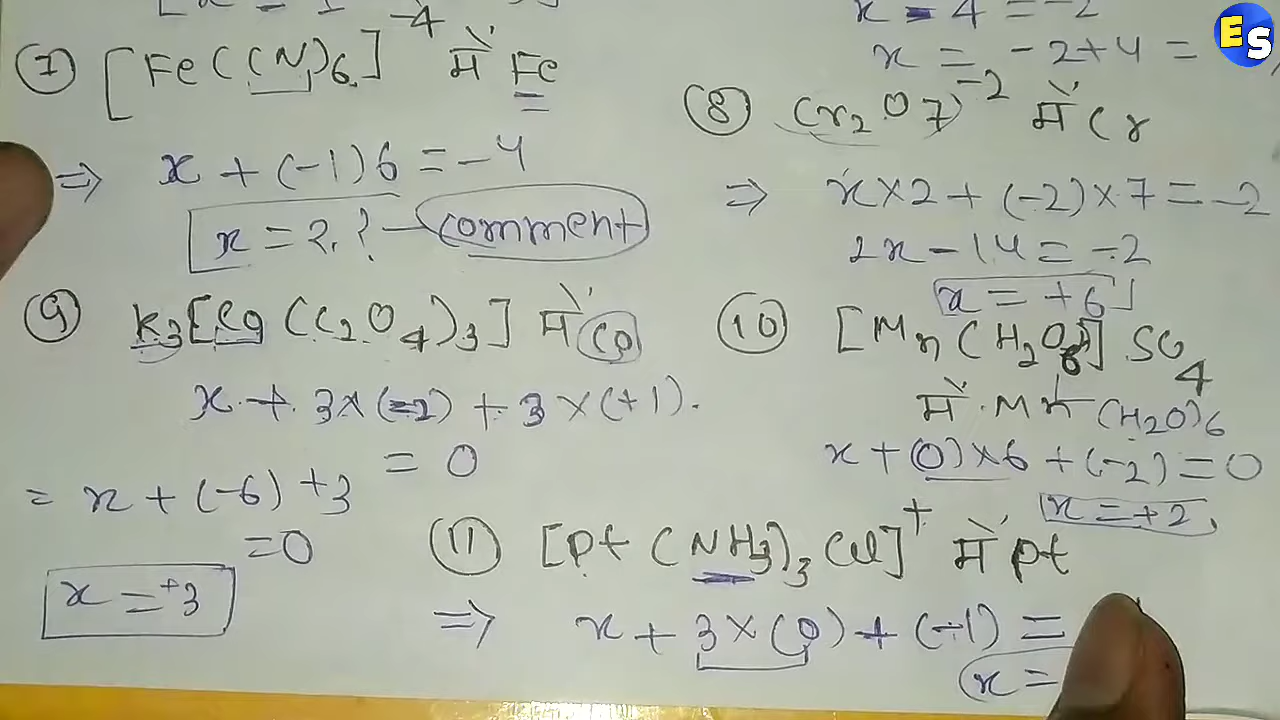 x - 4 = -2
x = -2+4 =
(7) [Fe(CN)6]^-4 में Fe
⇒ x + (-1)6 = -4
x = ?.? — comment
(8) (Cr2O7)^-2 में Cr
⇒ x×2 + (-2)×7 = -2
2x - 14 = -2
x = +6
(9) K3[Co(C2O4)3] में Co
x + 3×(-2) + 3×(+1).
= 0
= x + (-6) + 3
= 0
x = +3
(10) [Mn(H2O)6] SO4
में Mn (H2O)6
x + (0)×6 + (-2) = 0
x = +2
(11) [Pt(NH3)3Cl]^+ में Pt
⇒ x + 3×(0) + (-1) =
x =
ES